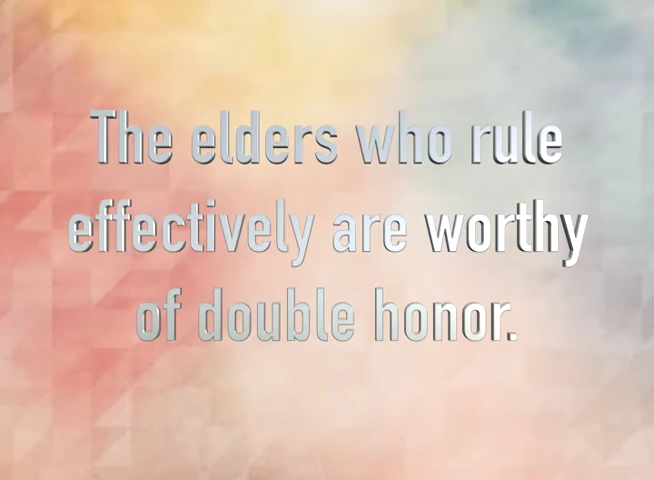 The elders who rule
effectively are worthy
of double honor.